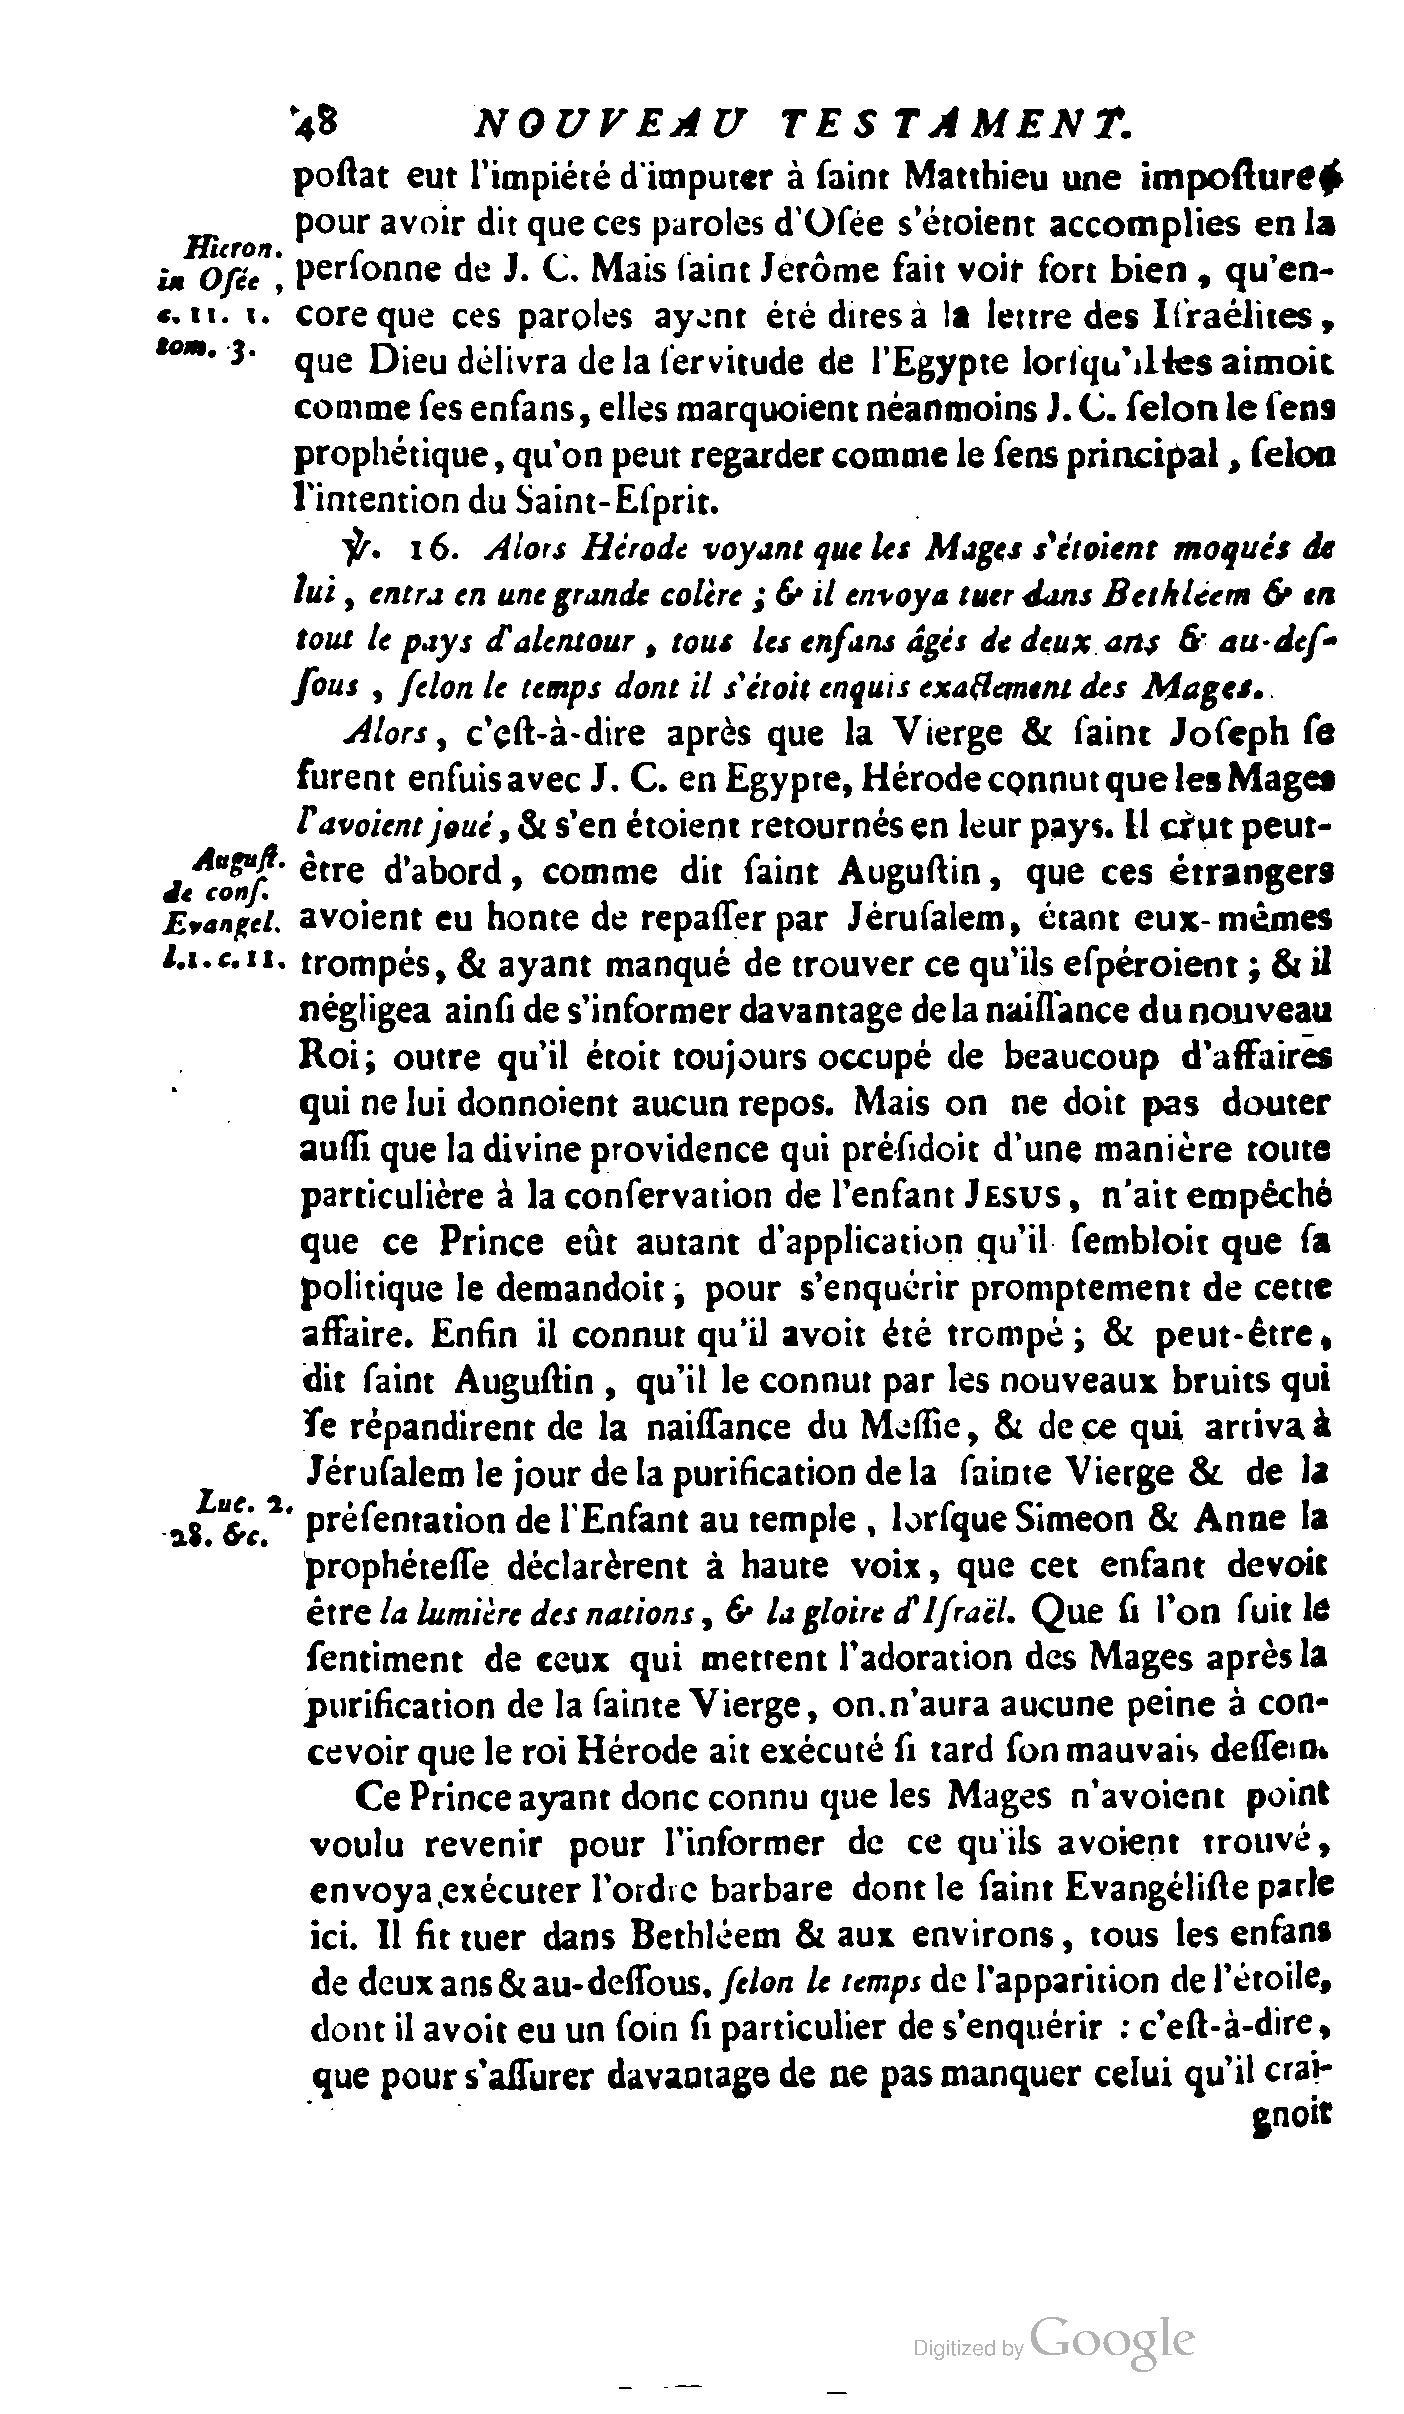 48 NOUVEAU TESTAMENT.
poſtat eut l'impiété d'imputer à ſaint Matthieu une impoſture,
pour avoir dit que ces paroles d'Oſée s'étoient accomplies en la
Hieron.
in Oſée,
c. 11. 1.
tom. 3.
perſonne de J. C. Mais ſaint Jérôme fait voir fort bien, qu'en-
core que ces paroles ayent été dites à la lettre des Iſraélites,
que Dieu délivra de la ſervitude de l'Egypte lorſqu'il les aimoit
comme ſes enfans, elles marquoient néanmoins J. C. ſelon le ſens
prophétique, qu'on peut regarder comme le ſens principal, ſelon
l'intention du Saint-Eſprit.
℣. 16. Alors Hérode voyant que les Mages s'étoient moqués de
lui, entra en une grande colère; & il envoya tuer dans Bethléem & en
tout le pays d'alentour, tous les enfans âgés de deux ans & au-deſ-
ſous, ſelon le temps dont il s'étoit enquis exactement des Mages.
Alors, c'eſt-à-dire après que la Vierge & ſaint Joſeph ſe
furent enfuis avec J. C. en Egypte, Hérode connut que les Mages
l'avoient joué, & s'en étoient retournés en leur pays. Il crut peut-
Auguſt.
de conſ.
Evangel.
l.1. c.11.
être d'abord, comme dit ſaint Auguſtin, que ces étrangers
avoient eu honte de repaſſer par Jéruſalem, étant eux-mêmes
trompés, & ayant manqué de trouver ce qu'ils eſpéroient; & il
négligea ainſi de s'informer davantage de la naiſſance du nouveau
Roi; outre qu'il étoit toujours occupé de beaucoup d'affaires
qui ne lui donnoient aucun repos. Mais on ne doit pas douter
auſſi que la divine providence qui préſidoit d'une manière toute
particulière à la conſervation de l'enfant JESUS, n'ait empêché
que ce Prince eût autant d'application qu'il ſembloit que ſa
politique le demandoit; pour s'enquérir promptement de cette
affaire. Enfin il connut qu'il avoit été trompé; & peut-être,
dit ſaint Auguſtin, qu'il le connut par les nouveaux bruits qui
ſe répandirent de la naiſſance du Meſſie, & de ce qui arriva à
Jéruſalem le jour de la purification de la ſainte Vierge & de la
Luc. 2.
28. &c.
préſentation de l'Enfant au temple, lorſque Simeon & Anne la
prophéteſſe déclarèrent à haute voix, que cet enfant devoit
être la lumière des nations, & la gloire d'Iſraël. Que ſi l'on ſuit le
ſentiment de ceux qui mettent l'adoration des Mages après la
purification de la ſainte Vierge, on n'aura aucune peine à con-
cevoir que le roi Hérode ait exécuté ſi tard ſon mauvais deſſein.
Ce Prince ayant donc connu que les Mages n'avoient point
voulu revenir pour l'informer de ce qu'ils avoient trouvé,
envoya exécuter l'ordre barbare dont le ſaint Evangéliſte parle
ici. Il fit tuer dans Bethléem & aux environs, tous les enfans
de deux ans & au-deſſous, ſelon le temps de l'apparition de l'étoile,
dont il avoit eu un ſoin ſi particulier de s'enquérir : c'eſt-à-dire,
que pour s'aſſurer davantage de ne pas manquer celui qu'il crai-
gnoit
Digitized by Google